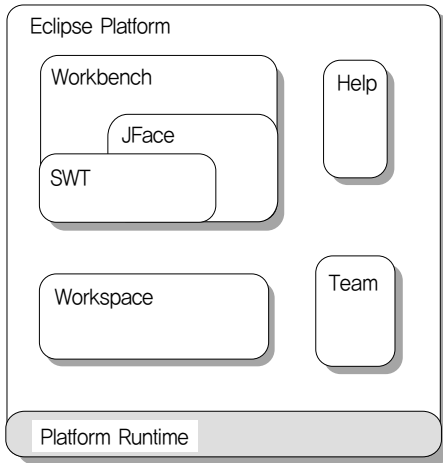 Eclipse Platform
Workbench
Help
JFace
SWT
Workspace
Team
Platform Runtime